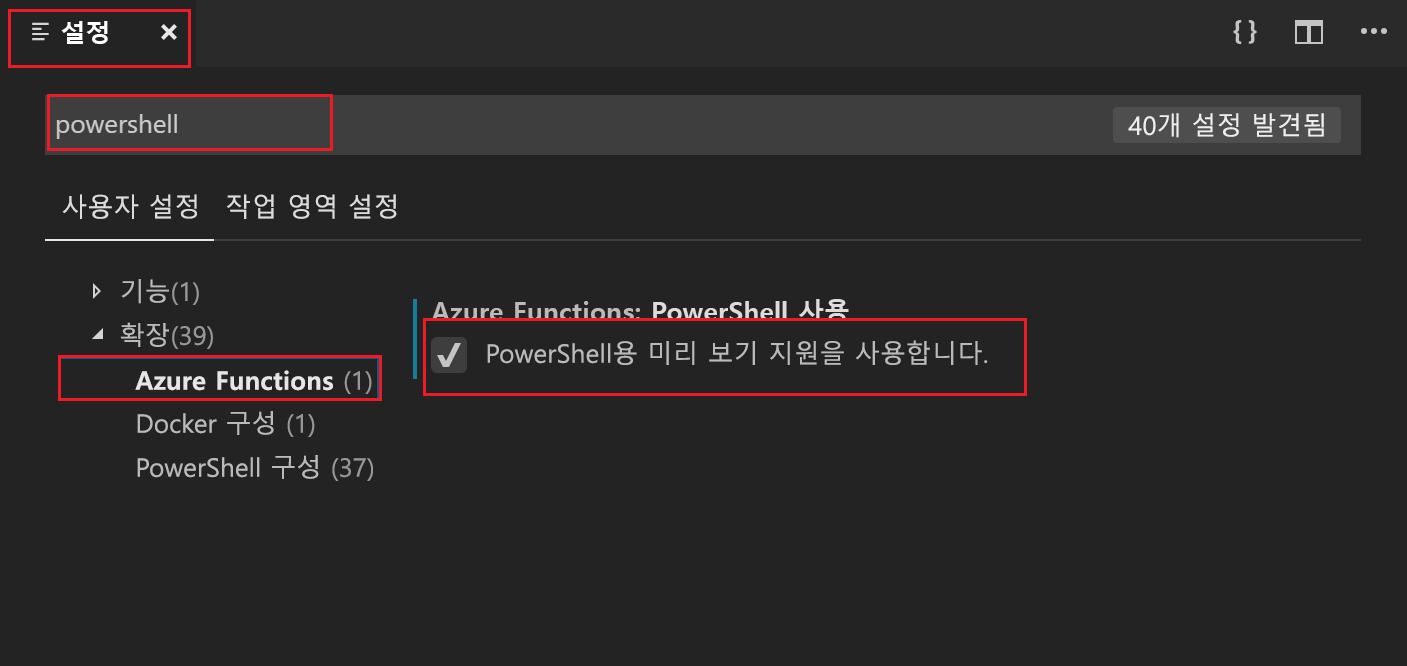 설정
powershell
40개 설정 발견됨
사용자 설정 작업 영역 설정
기능(1)
확장(39)
Azure Functions (1)
Docker 구성 (1)
PowerShell 구성 (37)
Azure Functions: PowerShell 사용
PowerShell용 미리 보기 지원을 사용합니다.